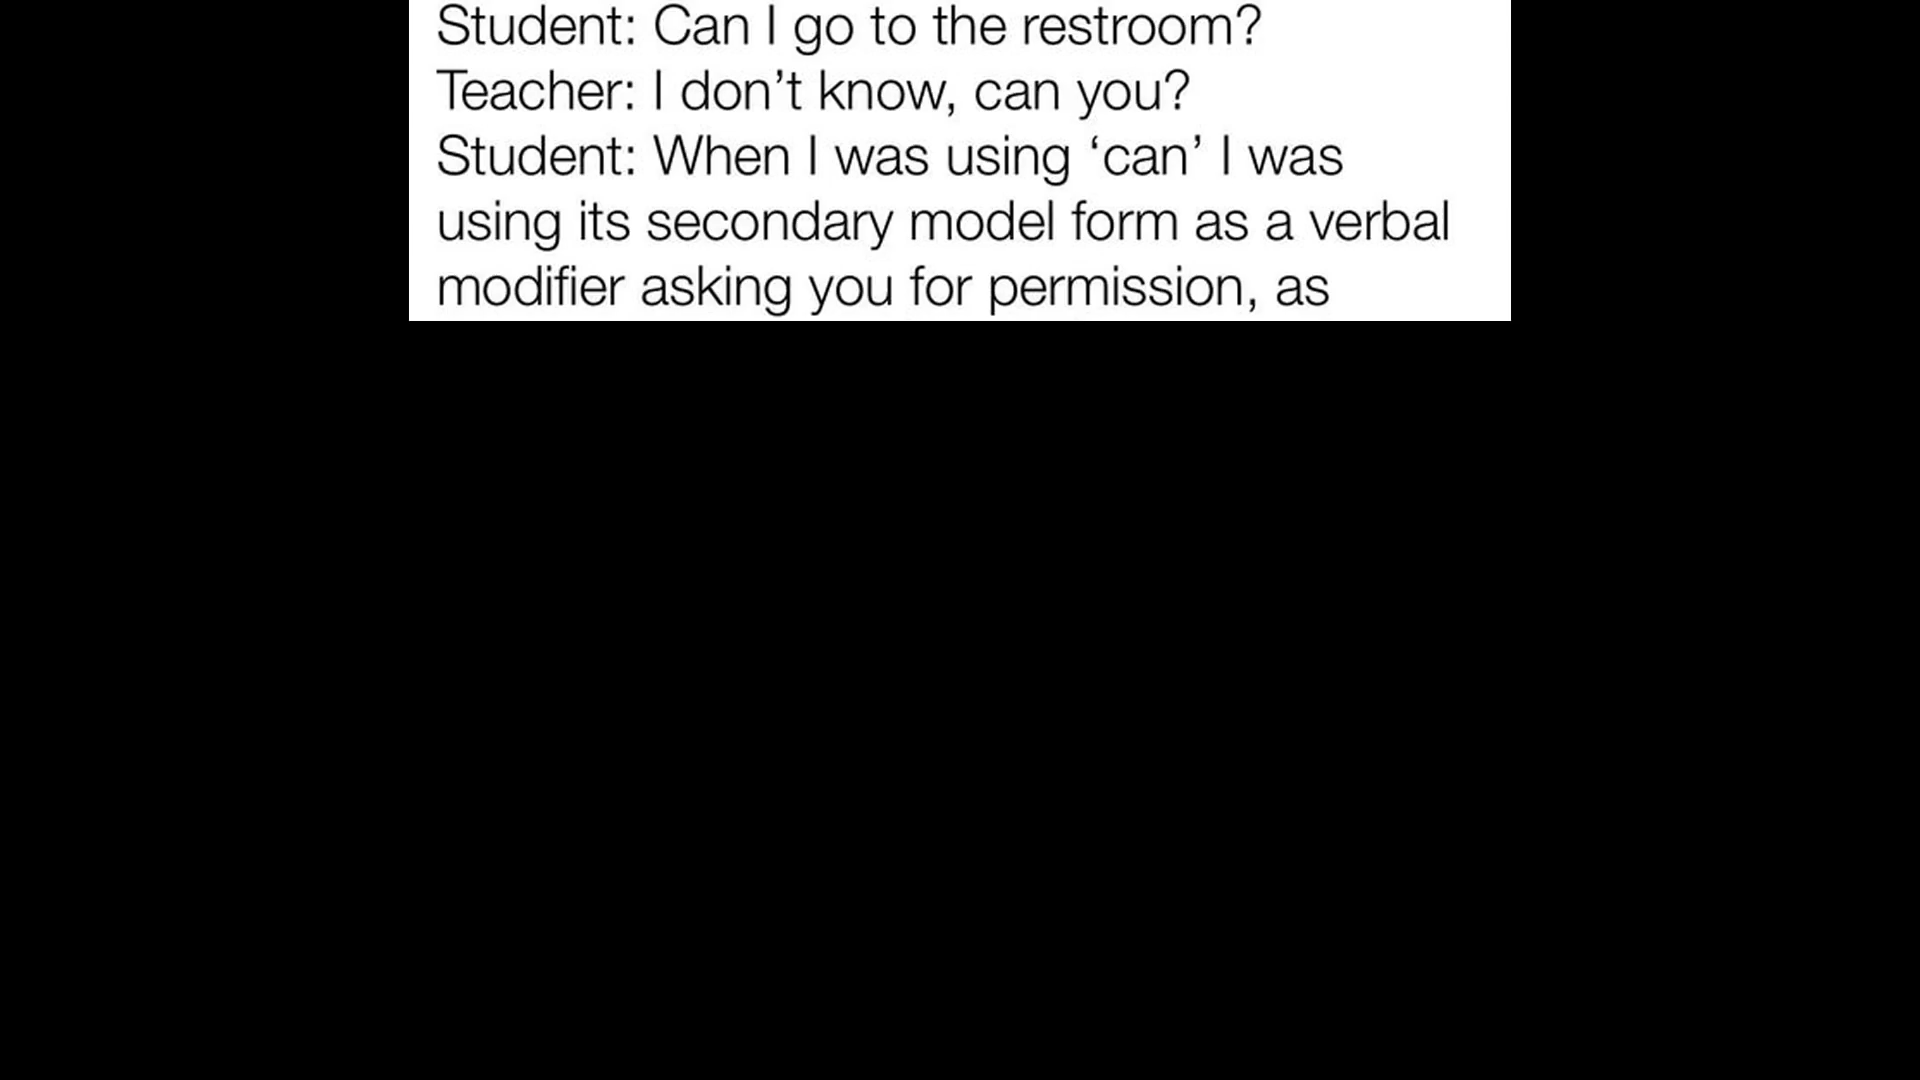 Student: Can I go to the restroom?
Teacher: I don’t know, can you?
Student: When I was using ‘can’ I was
using its secondary model form as a verbal
modifier asking you for permission, as